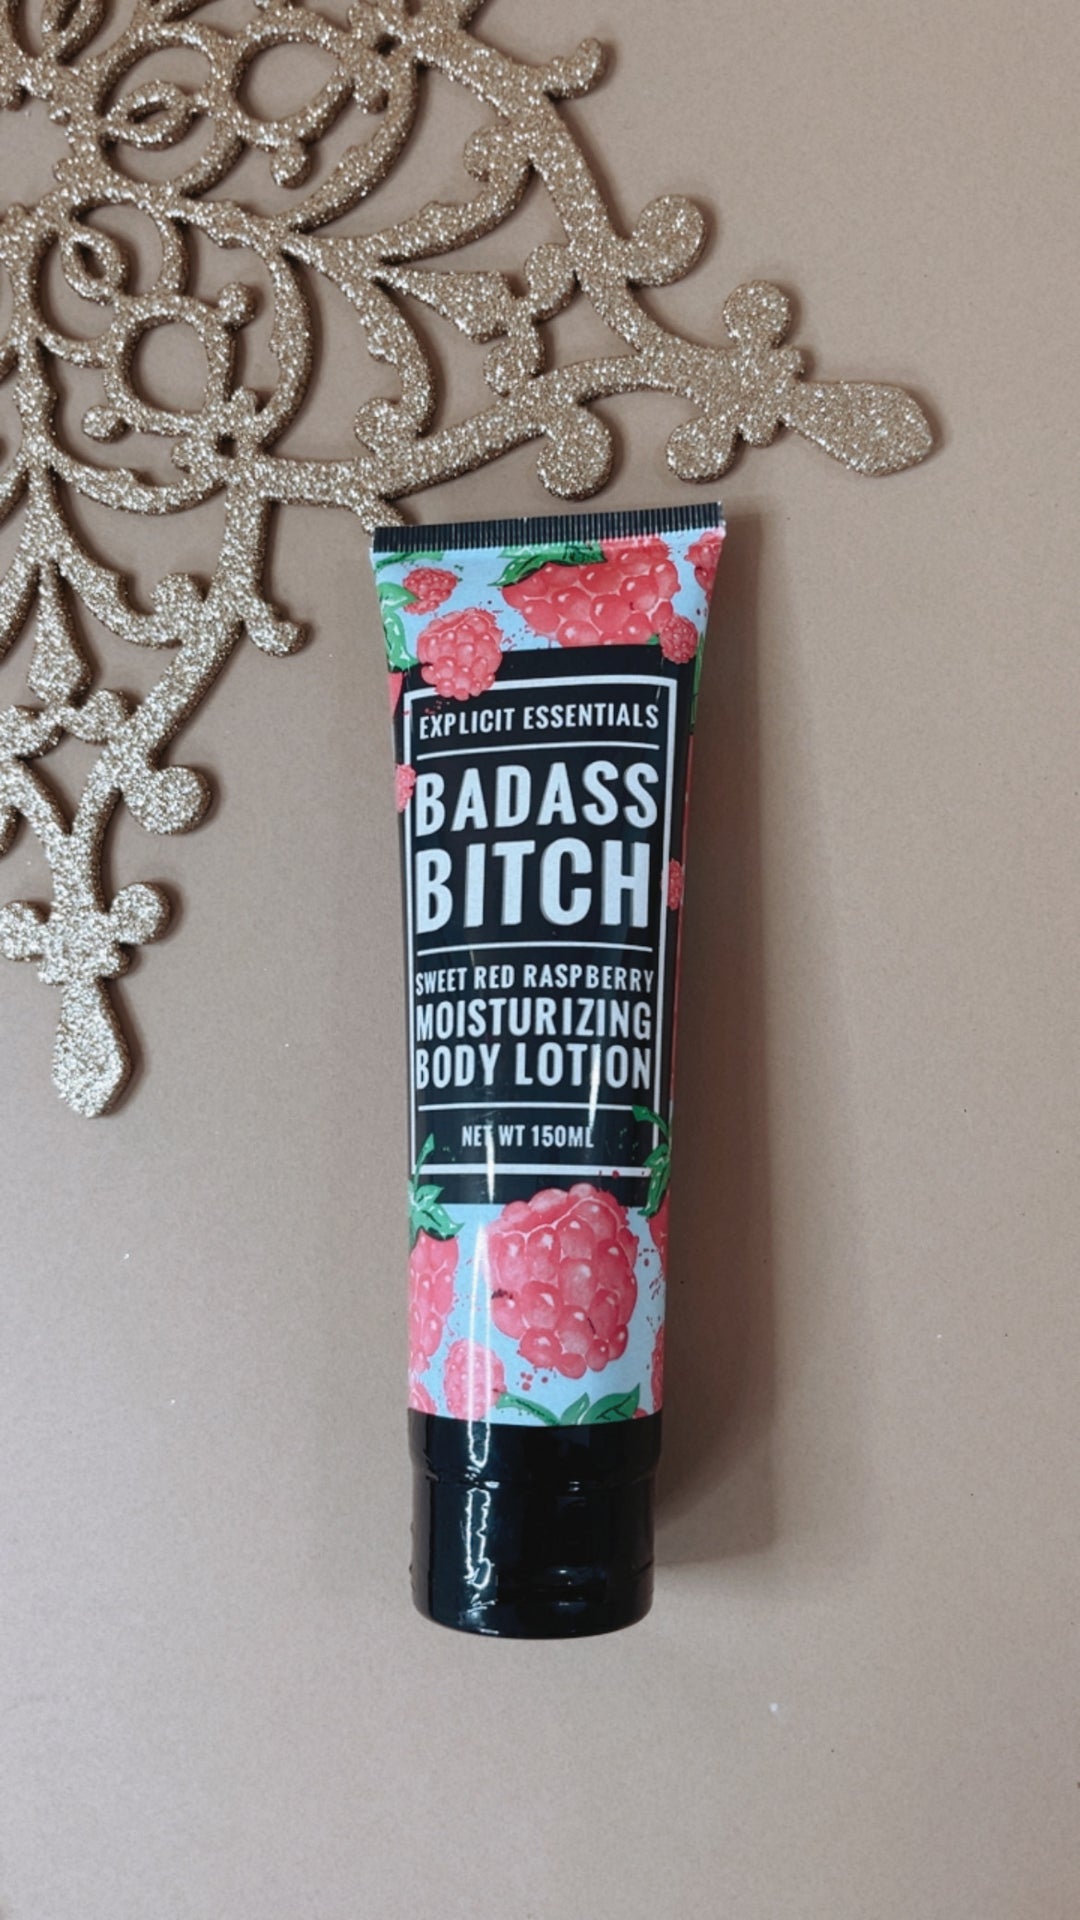 EXPLICIT ESSENTIALS
BADASS
BITCH
SWEET RED RASPBERRY
MOISTURIZING
BODY LOTION
NET WT 150ML